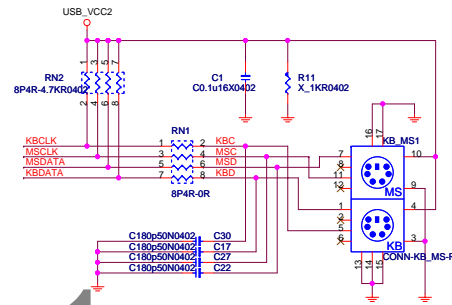 USB_VCC2
1 3 5 7
RN2
8P4R-4.7KR0402
2 4 6 8
C1
C0.1u16X0402
R11
X_1KR0402
16 17
KB_MS1
KBCLK
MSCLK
MSDATA
KBDATA
RN1
1 2 KBC
3 4 MSC
5 6 MSD
7 8 KBD
8P4R-0R
7 10
8
11
12 9
MS
1 4
2
5
6 3
KB
CONN-KB_MS-R
13 14 15
C180p50N0402 C30
C180p50N0402 C17
C180p50N0402 C27
C180p50N0402 C22